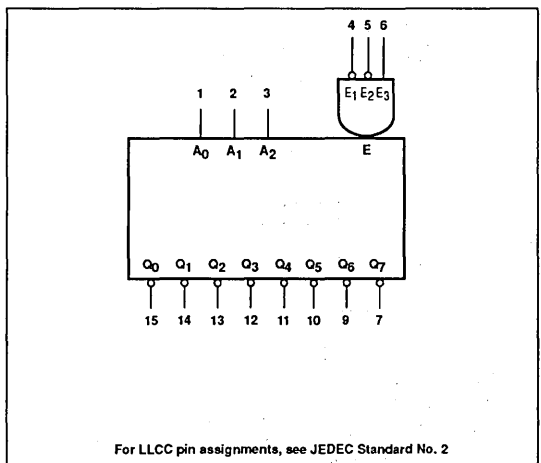 4 5 6
E1 E2 E3
1 2 3
A0 A1 A2 E
Q0 Q1 Q2 Q3 Q4 Q5 Q6 Q7
15 14 13 12 11 10 9 7
For LLCC pin assignments, see JEDEC Standard No. 2